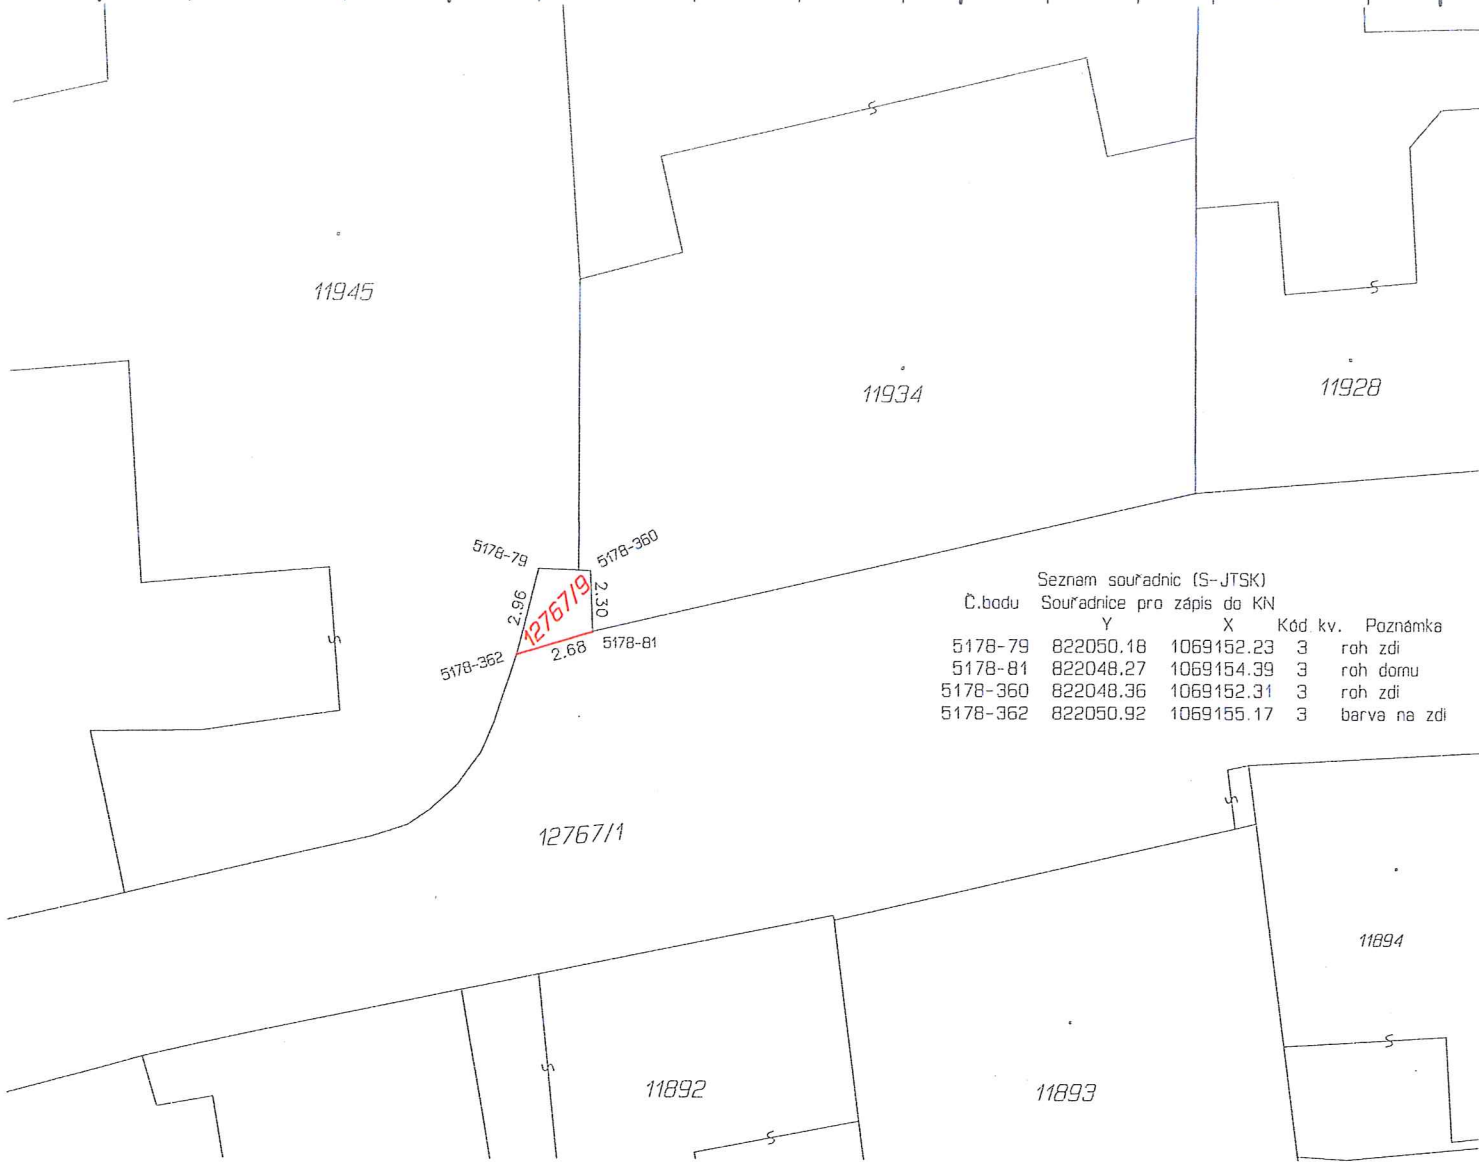 11945
11934
11928
5178-79
5178-360
2.96
12767/9
2.30
5178-362
2.68
5178-81
Seznam souřadnic (S-JTSK)
Č.bodu Souřadnice pro zápis do KN
Y X Kód kv. Poznámka
5178-79 822050.18 1069152.23 3 roh zdi
5178-81 822048.27 1069154.39 3 roh domu
5178-360 822048.36 1069152.31 3 roh zdi
5178-362 822050.92 1069155.17 3 barva na zdi
12767/1
11894
11892
11893